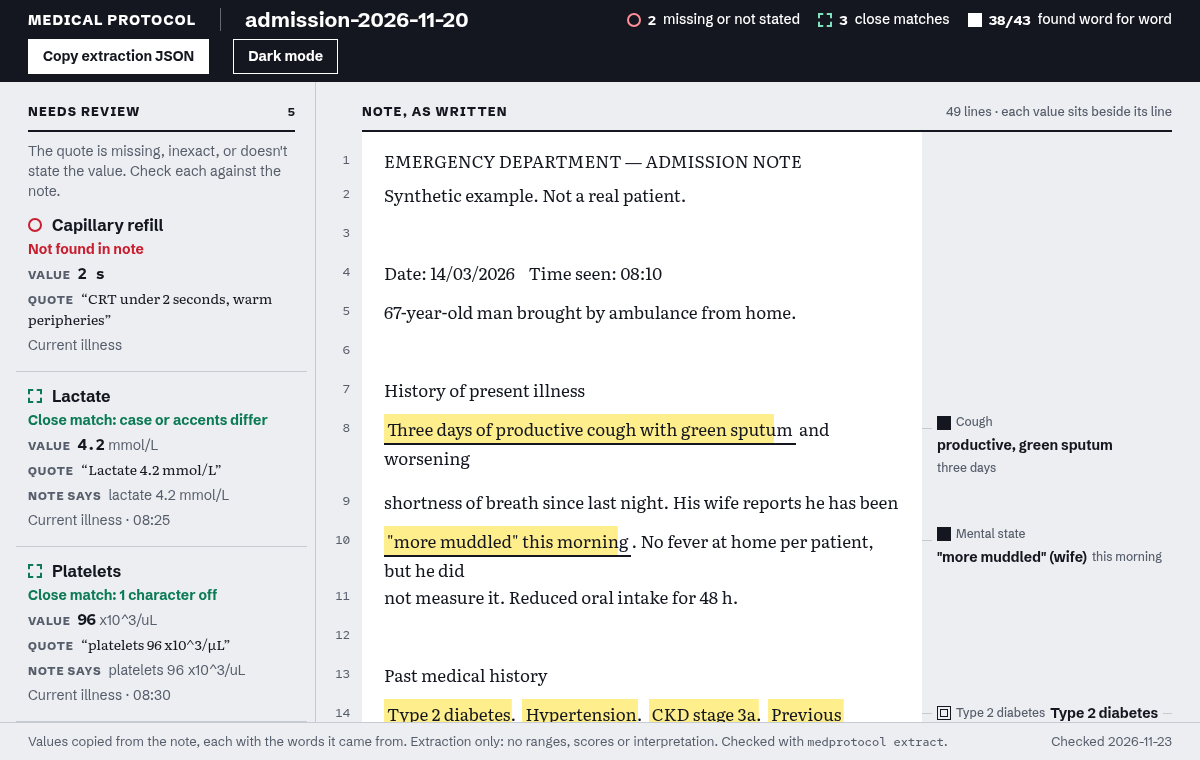 MEDICAL PROTOCOL
admission-2026-11-20
2 missing or not stated
3 close matches
38/43 found word for word
Copy extraction JSON
Dark mode
NEEDS REVIEW 5
The quote is missing, inexact, or doesn't
state the value. Check each against the
note.
Capillary refill
Not found in note
VALUE 2 s
QUOTE “CRT under 2 seconds, warm
peripheries”
Current illness
Lactate
Close match: case or accents differ
VALUE 4.2 mmol/L
QUOTE “Lactate 4.2 mmol/L”
NOTE SAYS lactate 4.2 mmol/L
Current illness · 08:25
Platelets
Close match: 1 character off
VALUE 96 x10^3/uL
QUOTE “platelets 96 x10^3/µL”
NOTE SAYS platelets 96 x10^3/uL
Current illness · 08:30
NOTE, AS WRITTEN
49 lines · each value sits beside its line
1 EMERGENCY DEPARTMENT — ADMISSION NOTE
2 Synthetic example. Not a real patient.
3
4 Date: 14/03/2026 Time seen: 08:10
5 67-year-old man brought by ambulance from home.
6
7 History of present illness
8 Three days of productive cough with green sputum and
worsening
9 shortness of breath since last night. His wife reports he has been
10 "more muddled" this morning. No fever at home per patient,
but he did
11 not measure it. Reduced oral intake for 48 h.
12
13 Past medical history
14 Type 2 diabetes. Hypertension. CKD stage 3a. Previous
Cough
productive, green sputum
three days
Mental state
"more muddled" (wife) this morning
Type 2 diabetes Type 2 diabetes
Values copied from the note, each with the words it came from. Extraction only: no ranges, scores or interpretation. Checked with medprotocol extract.
Checked 2026-11-23